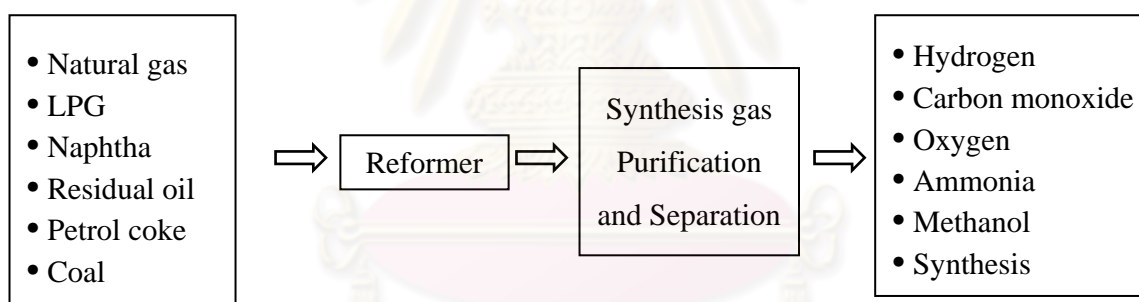 • Natural gas
• LPG
• Naphtha
• Residual oil
• Petrol coke
• Coal
Reformer
Synthesis gas
Purification
and Separation
• Hydrogen
• Carbon monoxide
• Oxygen
• Ammonia
• Methanol
• Synthesis